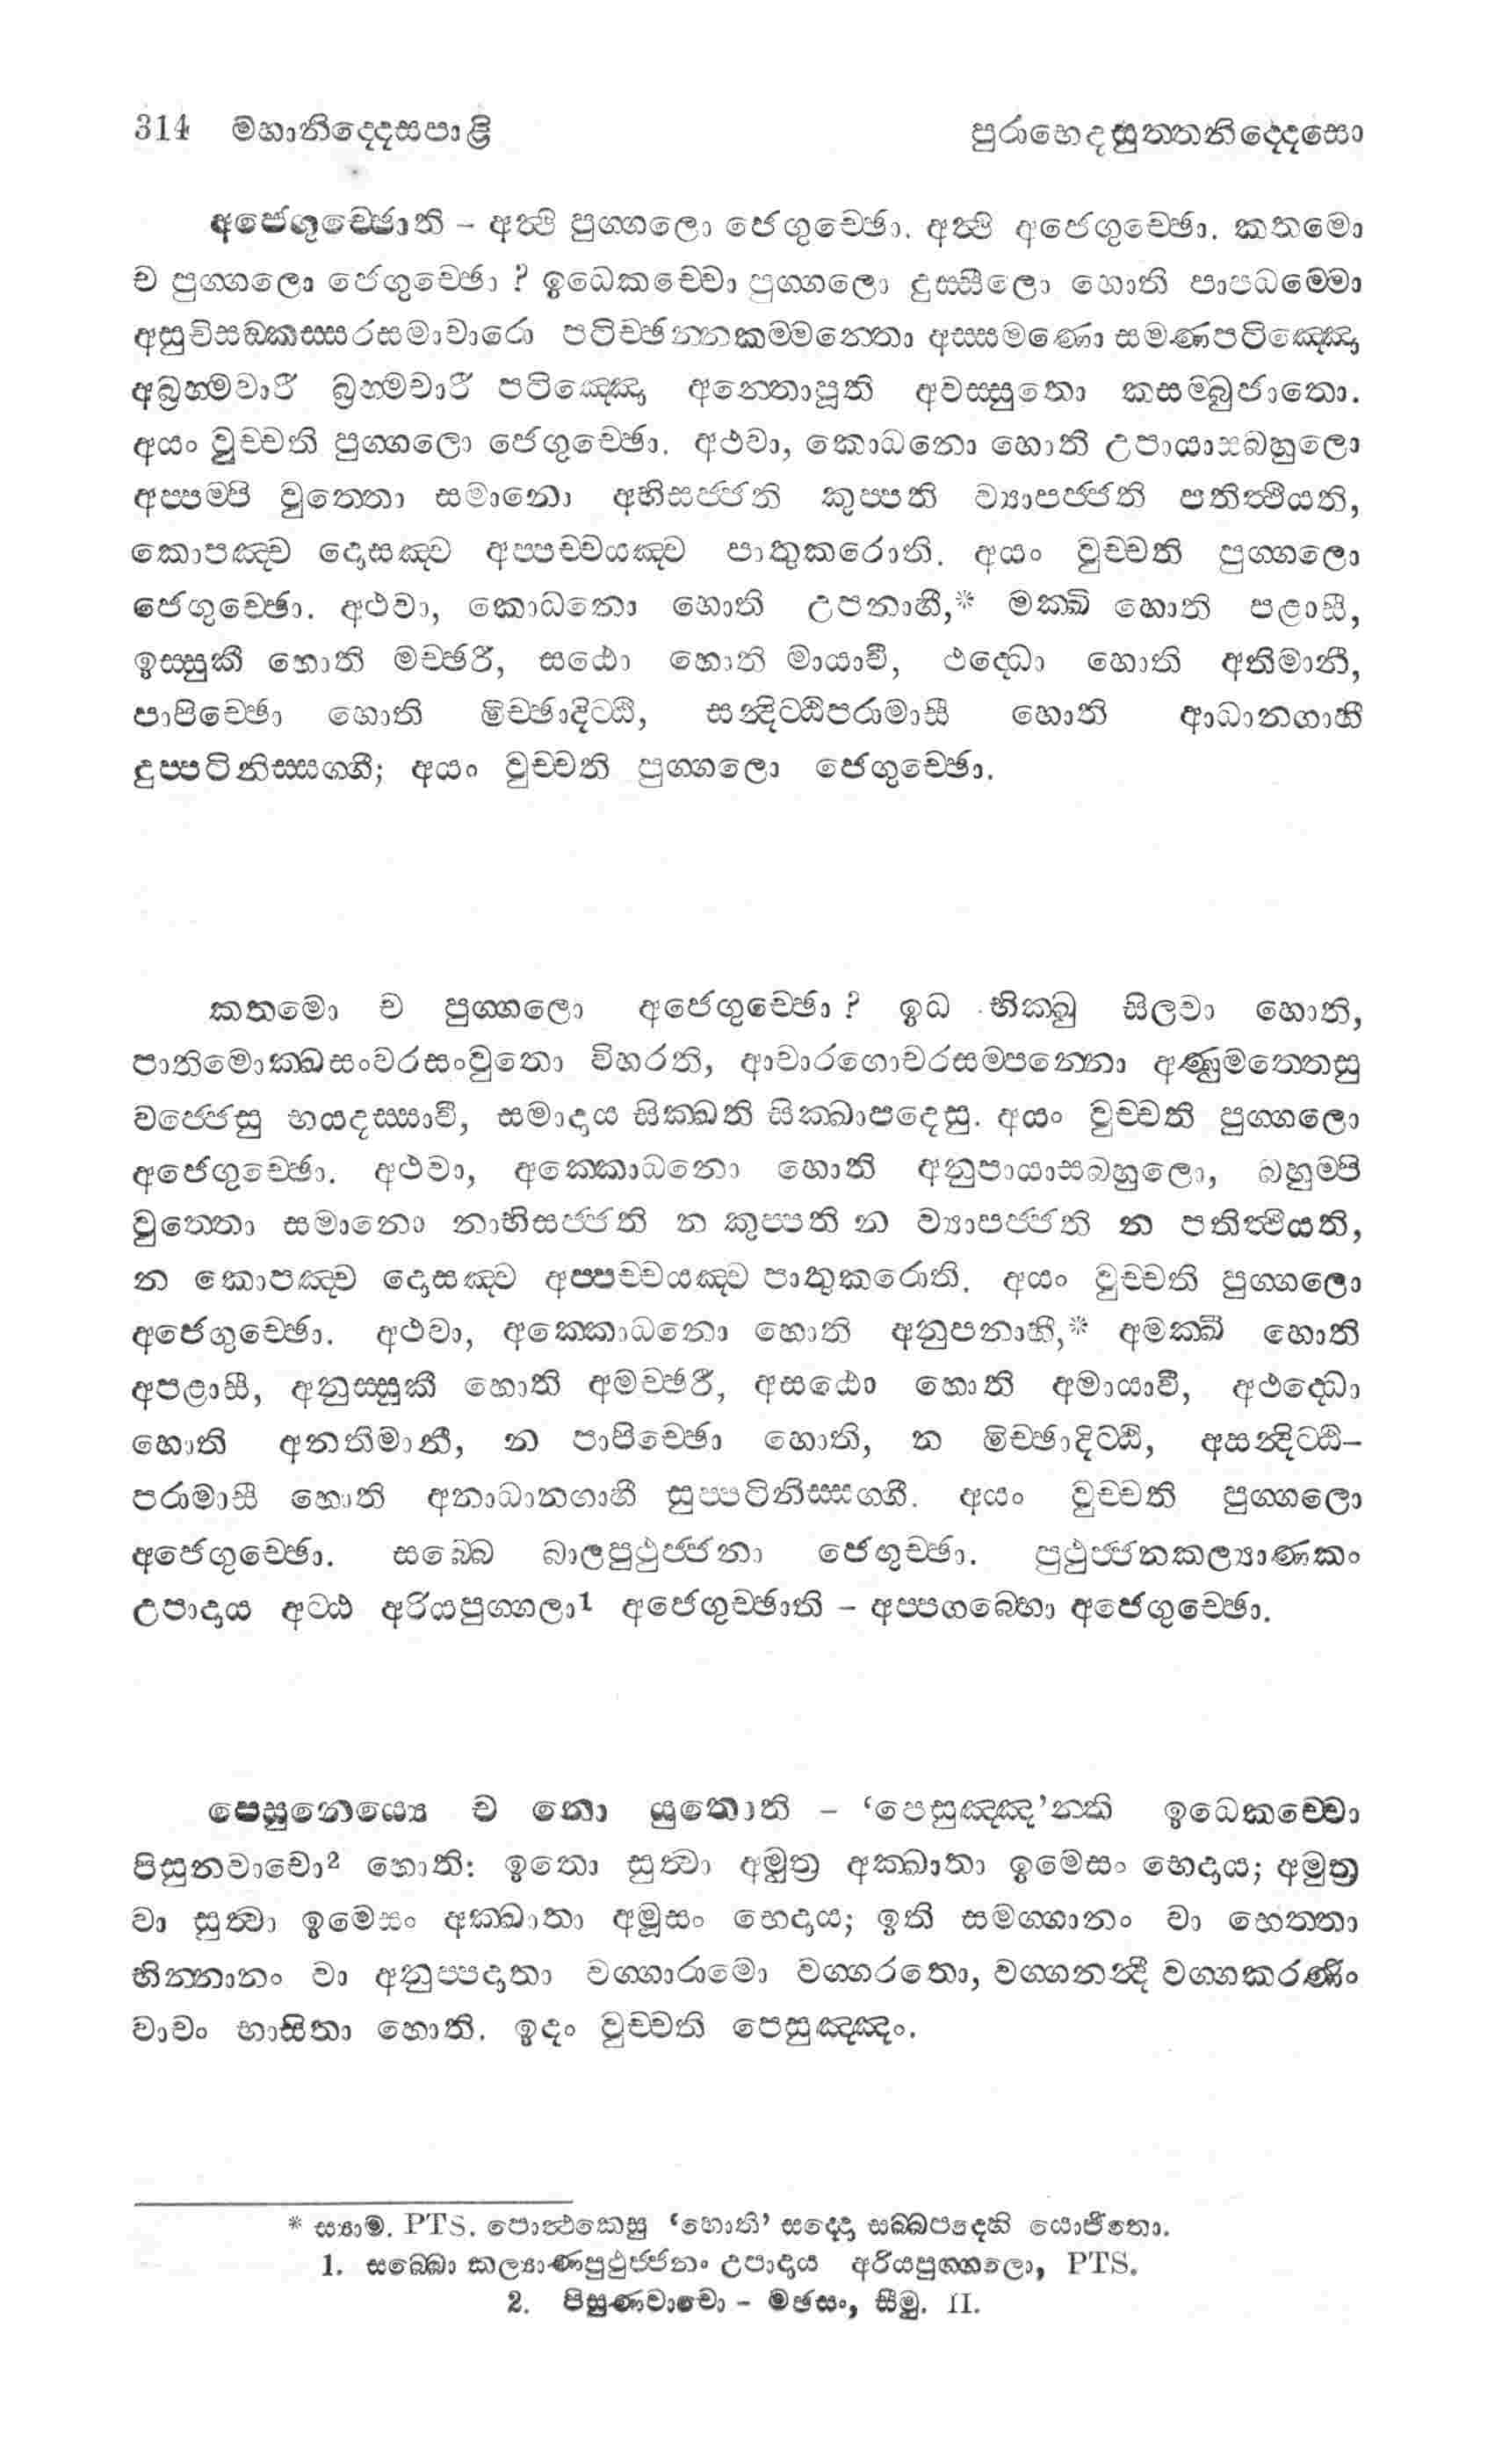 314 මහානිද්දෙසපාළි පුරාභෙදසුත්තනිද්දෙසො
අජෙගුච්ඡොති – අත්ථි පුග්ගලො ජෙගුච්ඡො. අත්ථි අජෙගුච්ඡො. කතමො
ච පුග්ගලො ජෙගුච්ඡො ? ඉධෙකච්චො පුග්ගලො දුස්සීලො හොති පාපධම්මො
අසුචිසඞ්කස්සරසමාචාරො පටිච්ඡන්නකම්මන්තො අස්සමණො සමණපටිඤ්ඤො
අබ්‍රහ්මචාරී බ්‍රහ්මචාරී පටිඤ්ඤො අන්තොපූති අවස්සුතො කසම්බුජාතො.
අයං වුච්චති පුග්ගලො ජෙගුච්ඡො. අථවා, කොධනො හොති උපායාසබහුලො
අප්පම්පි වුත්තො සමානො අභිසජ්ජති කුප්පති ව්‍යාපජ්ජති පතිත්ථියති,
කොපඤ්ච දොසඤ්ච අප්පච්චයඤ්ච පාතුකරොති. අයං වුච්චති පුග්ගලො
ජෙගුච්ඡො. අථවා, කොධනො හොති උපනාහී,* මක්ඛි හොති පළාසී,
ඉස්සුකී හොති මච්ඡරී, සඨො හොති මායාවී, ථද්ධො හොති අතිමානී,
පාපිච්ඡො හොති මිච්ඡාදිට්ඨි, සන්දිට්ඨිපරාමාසී හොති ආධානගාහී
දුප්පටිනිස්සග්ගී; අයං වුච්චති පුග්ගලො ජෙගුච්ඡො.
කතමො ච පුග්ගලො අජෙගුච්ඡො ? ඉධ භික්ඛු සීලවා හොති,
පාතිමොක්ඛසංවරසංවුතො විහරති, ආචාරගොචරසම්පන්නො අණුමත්තෙසු
වජ්ජෙසු භයදස්සාවී, සමාදාය සික්ඛති සික්ඛාපදෙසු. අයං වුච්චති පුග්ගලො
අජෙගුච්ඡො. අථවා, අක්කොධනො හොති අනුපායාසබහුලො, බහුම්පි
වුත්තො සමානො නාභිසජ්ජති න කුප්පති න ව්‍යාපජ්ජති න පතිත්ථියති,
න කොපඤ්ච දොසඤ්ච අප්පච්චයඤ්ච පාතුකරොති. අයං වුච්චති පුග්ගලො
අජෙගුච්ඡො. අථවා, අක්කොධනො හොති අනුපනාහී,* අමක්ඛී හොති
අපළාසී, අනුස්සුකී හොති අමච්ඡරී, අසඨො හොති අමායාවී, අථද්ධො
හොති අනතිමානී, න පාපිච්ඡො හොති, න මිච්ඡාදිට්ඨි, අසන්දිට්ඨි–
පරාමාසී හොති අනාධානගාහී සුප්පටිනිස්සග්ගී. අයං වුච්චති පුග්ගලො
අජෙගුච්ඡො. සබ්බෙ බාලපුථුජ්ජනා ජෙගුච්ඡා. පුථුජ්ජනකල්‍යාණකං
උපාදාය අට්ඨ අරියපුග්ගලා¹ අජෙගුච්ඡාති – අප්පගබ්භො අජෙගුච්ඡො.
පෙසුනෙය්‍යෙ ච නො යුතොති – ‘පෙසුඤ්ඤ’න්ති ඉධෙකච්චො
පිසුනවාචො² හොති: ඉතො සුත්වා අමුත්‍ර අක්ඛාතා ඉමෙසං භෙදාය; අමුත්‍ර
වා සුත්වා ඉමෙසං අක්ඛාතා අමූසං භෙදාය; ඉති සමග්ගානං වා භෙත්තා
භින්නානං වා අනුප්පදාතා වග්ගාරාමො වග්ගරතො, වග්ගනන්දී වග්ගකරණිං
වාචං භාසිතා හොති. ඉදං වුච්චති පෙසුඤ්ඤං.
* ස්‍යාම. PTS. පොත්ථකෙසු ‘හොති’ සද්දො සබ්බපදෙහි යොජිතො.
1. සබ්බො කල්‍යාණපුථුජ්ජනං උපාදාය අරියපුග්ගලො, PTS.
2. පිසුණවාචො – මඡසං, සීමු. II.